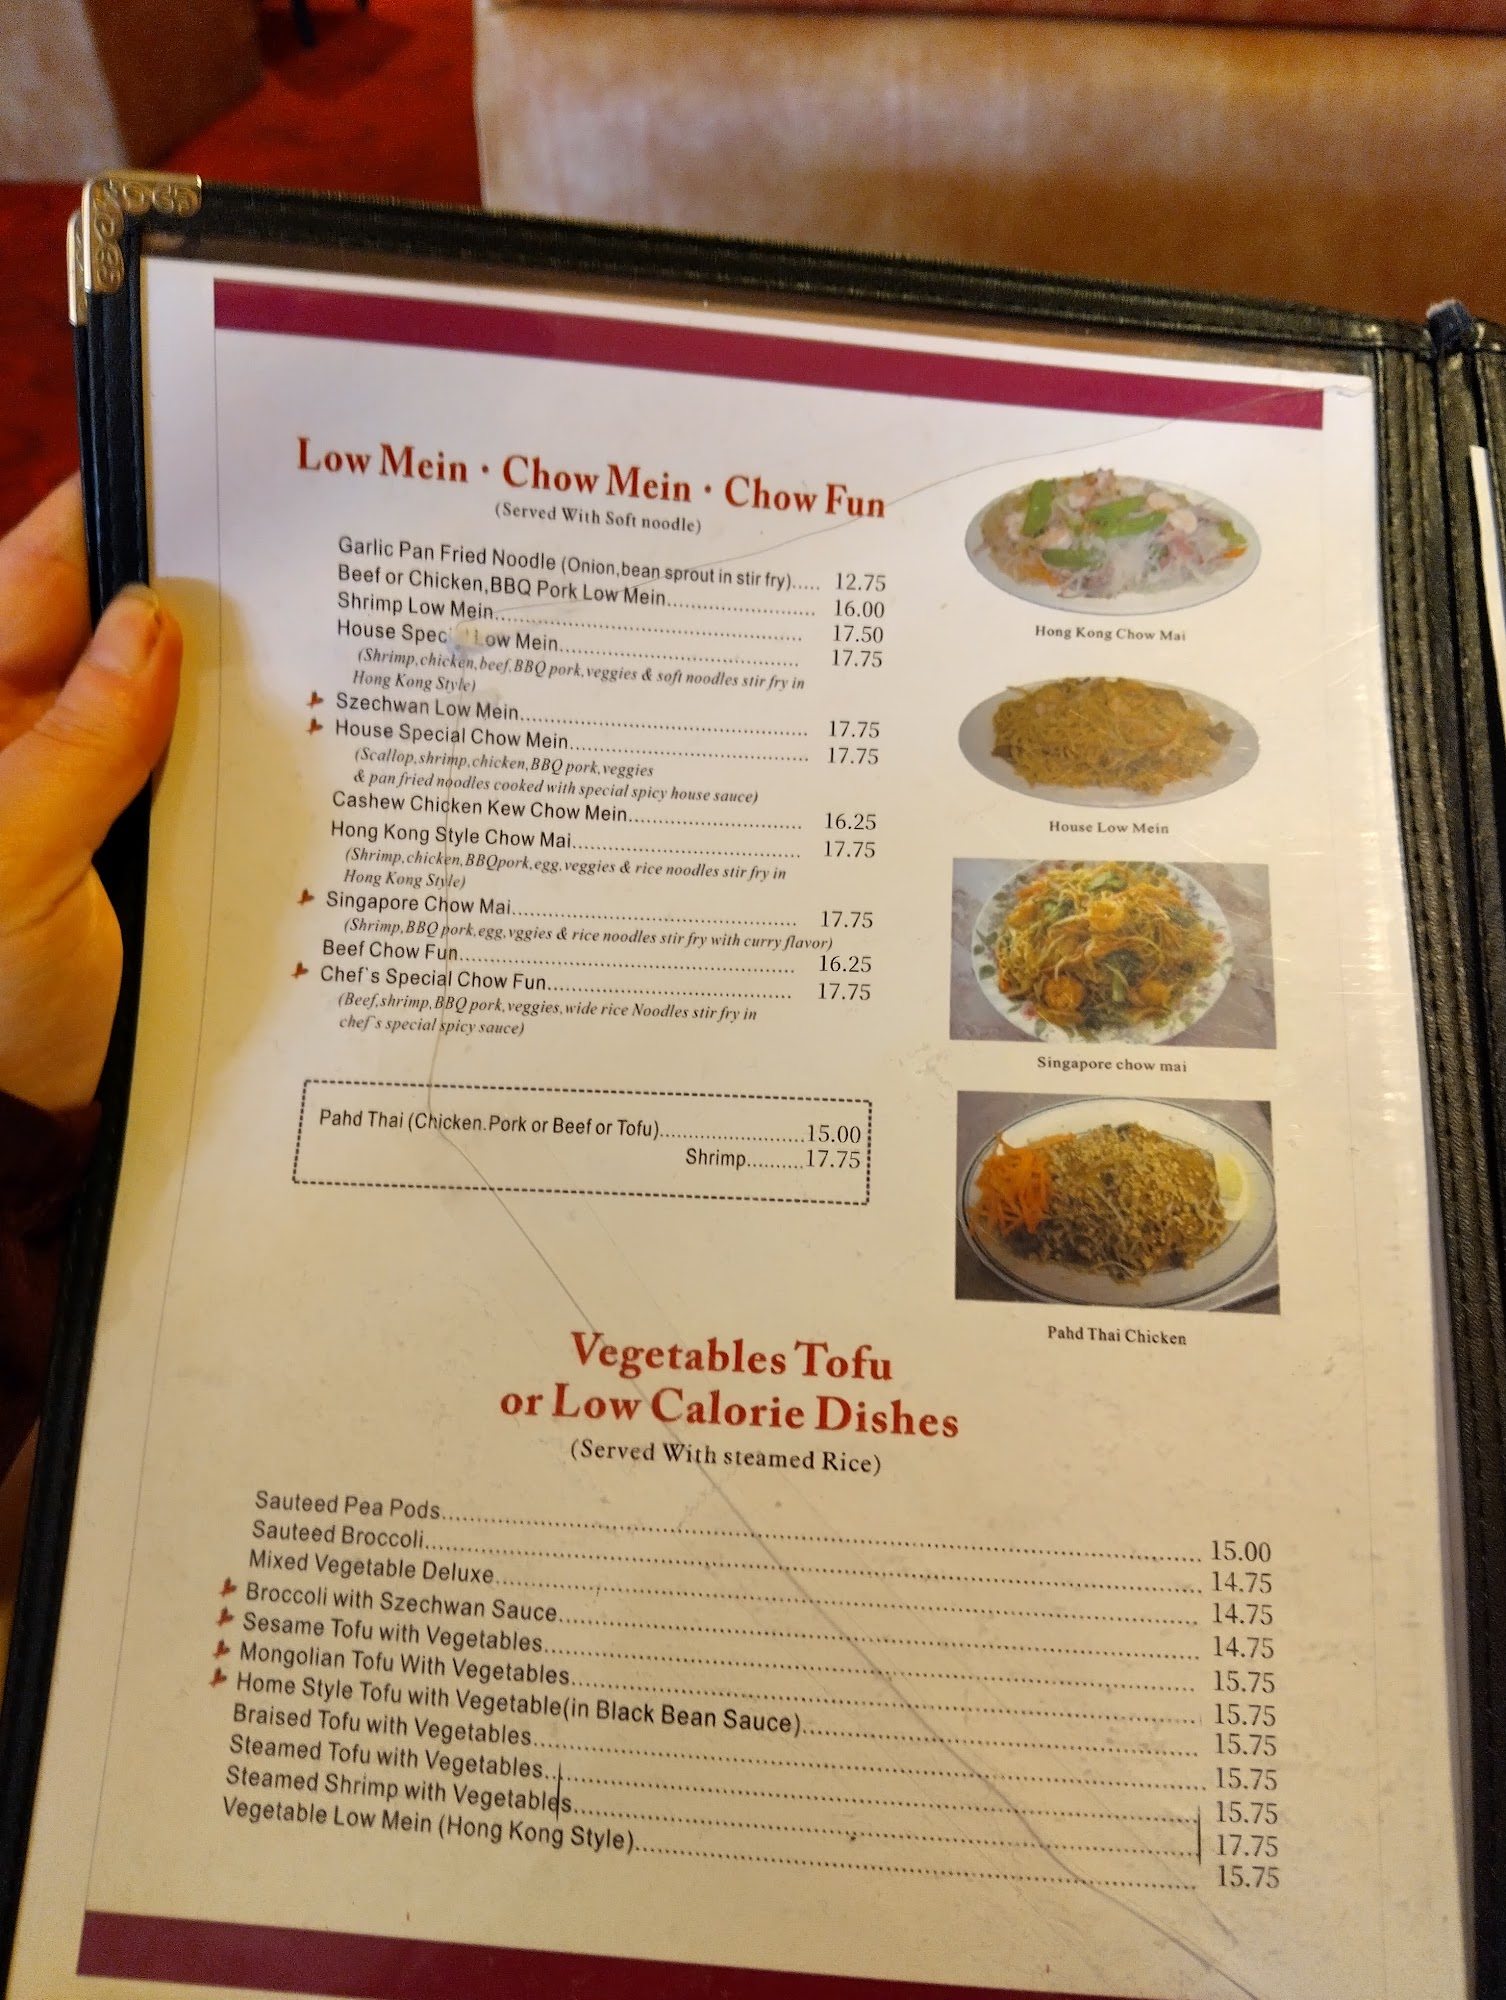 Low Mein · Chow Mein · Chow Fun
(Served With Soft noodle)
Garlic Pan Fried Noodle (Onion,bean sprout in stir fry)..... 12.75
Beef or Chicken,BBQ Pork Low Mein........................ 16.00
Shrimp Low Mein.................................................. 17.50
House Special Low Mein....................................... 17.75
(Shrimp,chicken,beef,BBQ pork,veggies & soft noodles stir fry in
Hong Kong Style)
Szechwan Low Mein.............................................. 17.75
House Special Chow Mein...................................... 17.75
(Scallop,shrimp,chicken,BBQ pork,veggies
& pan fried noodles cooked with special spicy house sauce)
Cashew Chicken Kew Chow Mein............................ 16.25
Hong Kong Style Chow Mai..................................... 17.75
(Shrimp,chicken,BBQpork,egg,veggies & rice noodles stir fry in
Hong Kong Style)
Singapore Chow Mai.............................................. 17.75
(Shrimp,BBQ pork,egg,vggies & rice noodles stir fry with curry flavor)
Beef Chow Fun...................................................... 16.25
Chef's Special Chow Fun........................................ 17.75
(Beef,shrimp,BBQ pork,veggies,wide rice Noodles stir fry in
chef's special spicy sauce)
Pahd Thai (Chicken.Pork or Beef or Tofu)........................15.00
Shrimp..........17.75
Hong Kong Chow Mai
House Low Mein
Singapore chow mai
Pahd Thai Chicken
Vegetables Tofu
or Low Calorie Dishes
(Served With steamed Rice)
Sauteed Pea Pods.................................................. 15.00
Sauteed Broccoli.................................................. 14.75
Mixed Vegetable Deluxe.................................................. 14.75
Broccoli with Szechwan Sauce.................................................. 14.75
Sesame Tofu with Vegetables.................................................. 15.75
Mongolian Tofu With Vegetables.................................................. 15.75
Home Style Tofu with Vegetable(in Black Bean Sauce).................................................. 15.75
Braised Tofu with Vegetables.................................................. 15.75
Steamed Tofu with Vegetables.................................................. 15.75
Steamed Shrimp with Vegetables.................................................. 17.75
Vegetable Low Mein (Hong Kong Style).................................................. 15.75